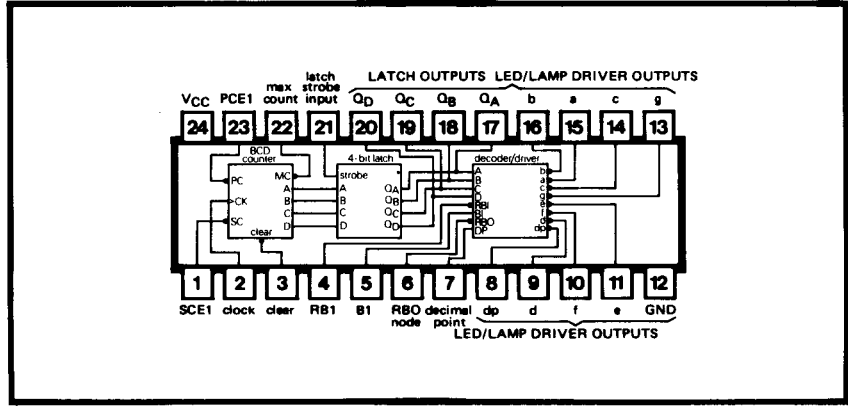 latch
strobe
input
max
count
LATCH OUTPUTS LED/LAMP DRIVER OUTPUTS
VCC PCE1 QD QC QB QA b a c g
24 23 22 21 20 19 18 17 16 15 14 13
BCD
counter
4-bit latch
decoder/driver
PC MC
CK
SC
A
B
C
D
clear
strobe
A QA
B QB
C QC
D QD
A b
B a
C c
D g
RBI e
BI f
RBO d
DP dp
1 2 3 4 5 6 7 8 9 10 11 12
SCE1 clock clear RB1 B1 RBO node decimal point dp d f e GND
LED/LAMP DRIVER OUTPUTS